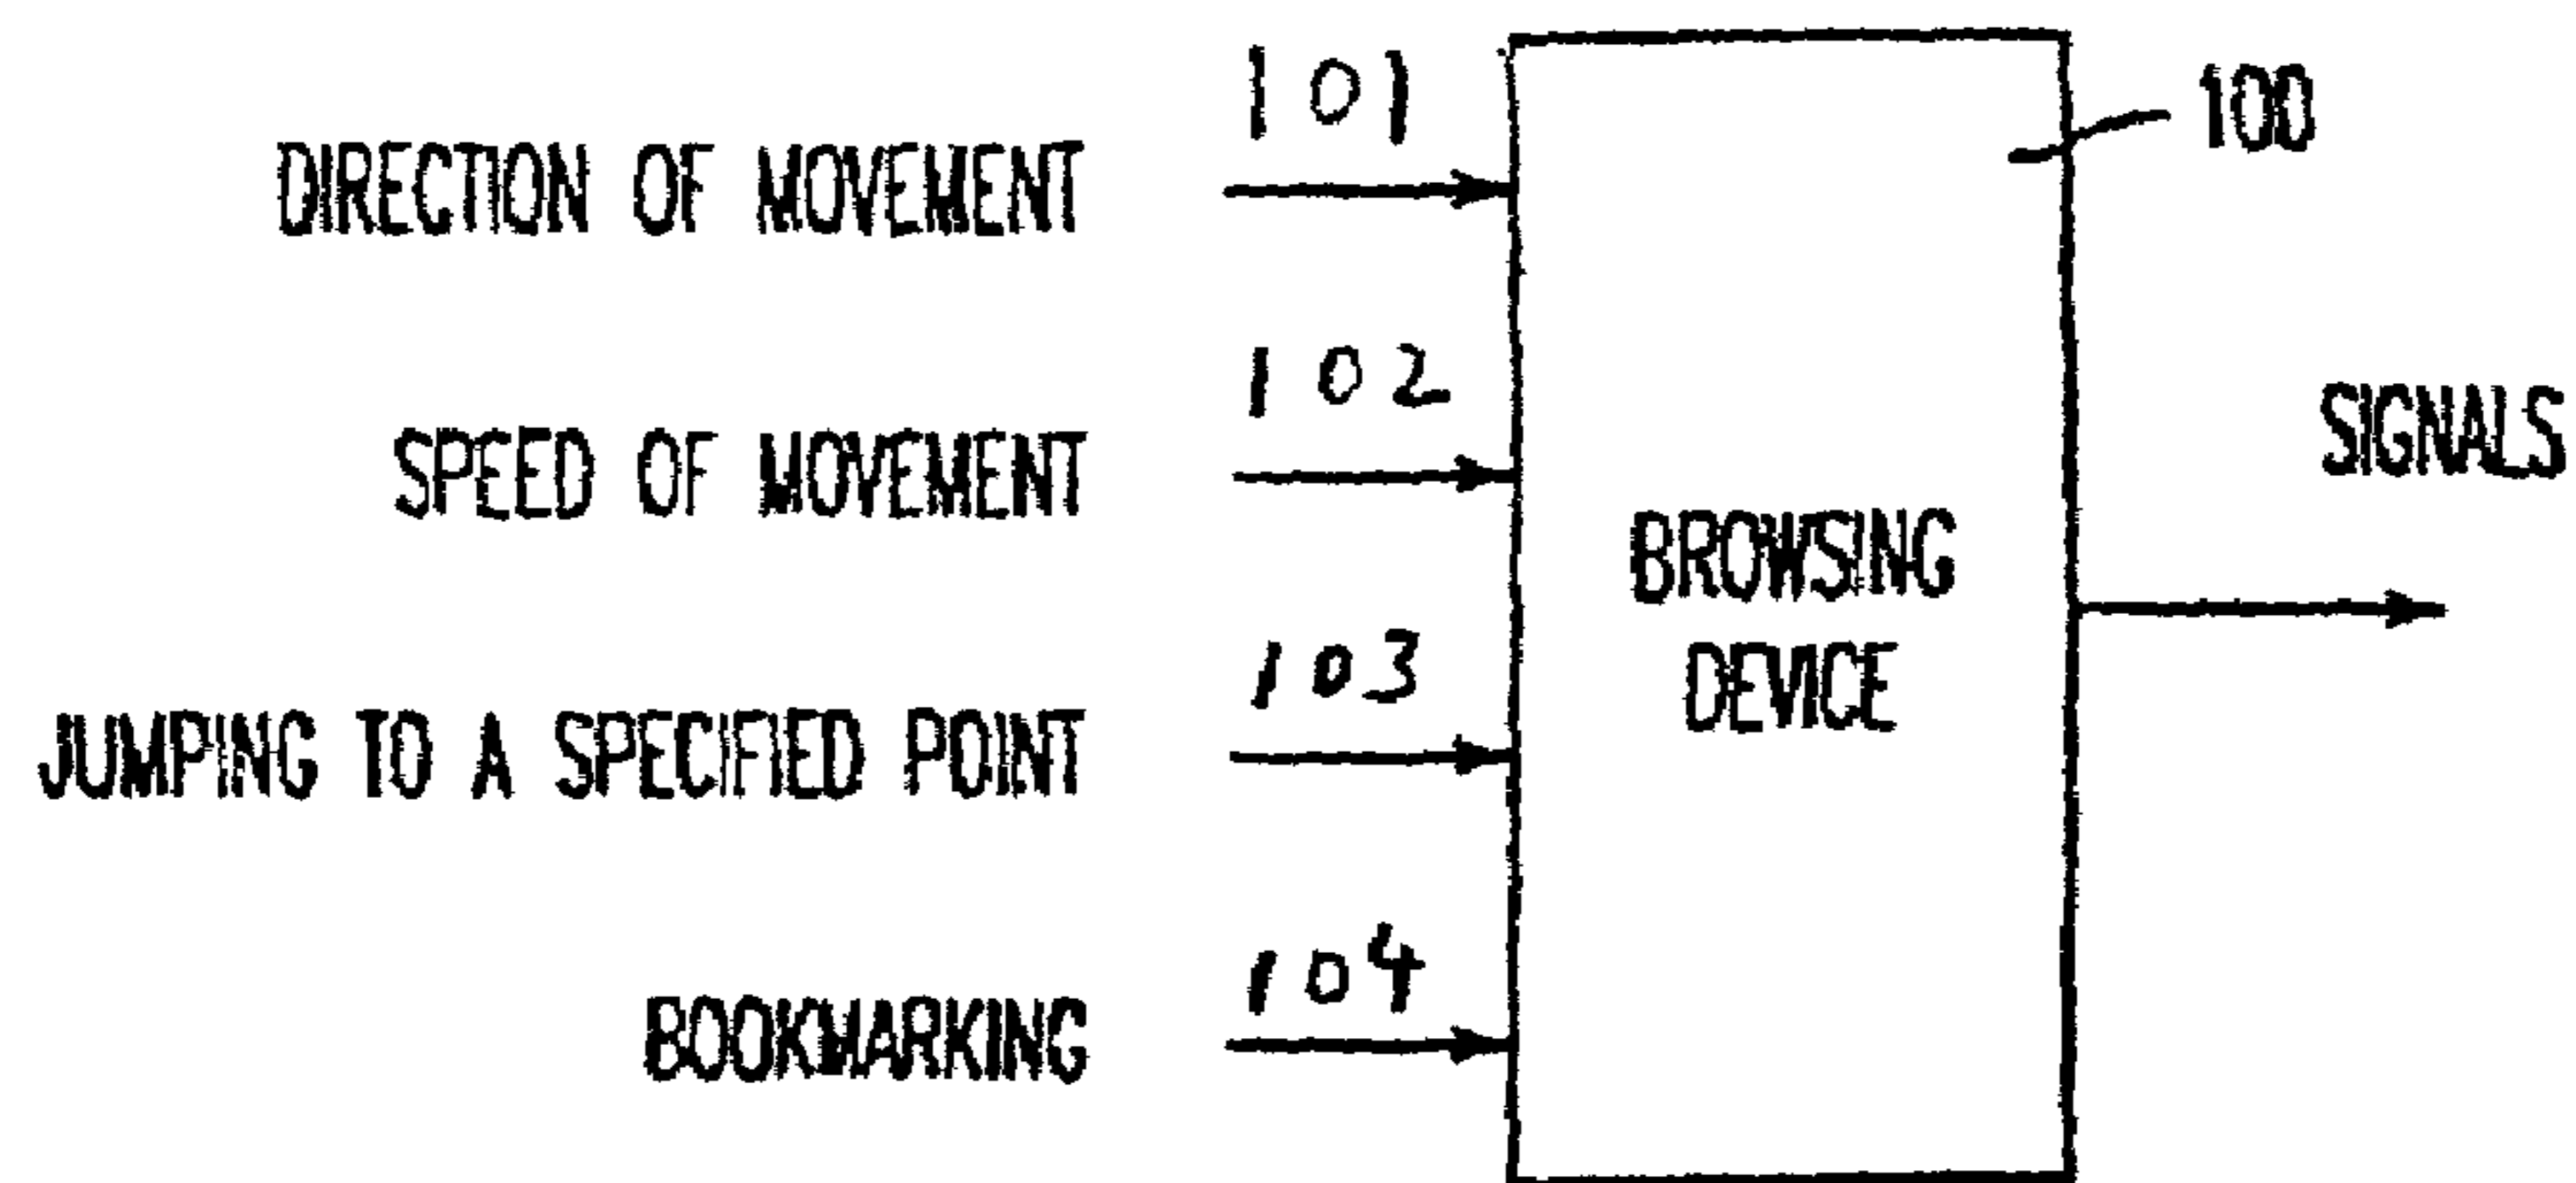 101
100
DIRECTION OF MOVEMENT
102
SIGNALS
SPEED OF MOVEMENT
BROWSING
DEVICE
103
JUMPING TO A SPECIFIED POINT
104
BOOKMARKING